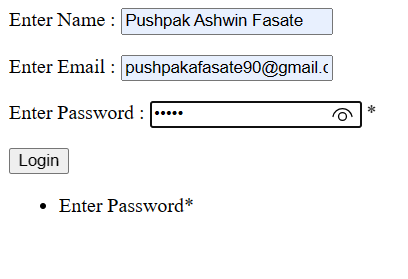 Enter Name : Pushpak Ashwin Fasate
Enter Email : pushpakafasate90@gmail.c
Enter Password : ••••• *
Login
• Enter Password*